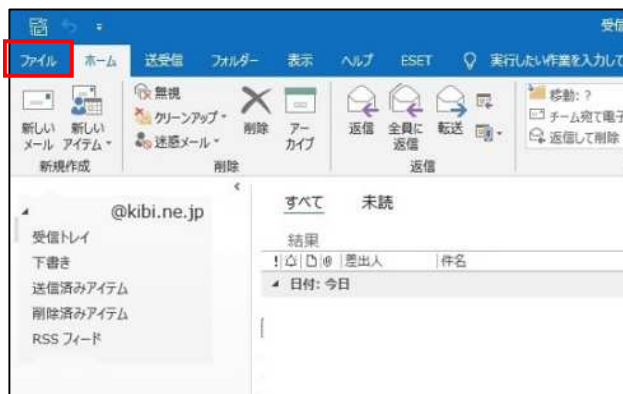 受信
ファイル ホーム 送受信 フォルダー 表示 ヘルプ ESET 実行したい作業を入力して
新しい
メール
新しい
アイテム
新規作成
無視
クリーンアップ
迷惑メール
削除
アー
カイブ
削除
返信
全員に
返信
転送
返信
移動: ?
チーム宛て電子
返信して削除
@kibi.ne.jp
受信トレイ
下書き
送信済みアイテム
削除済みアイテム
RSS フィード
すべて 未読
結果
差出人 件名
日付: 今日